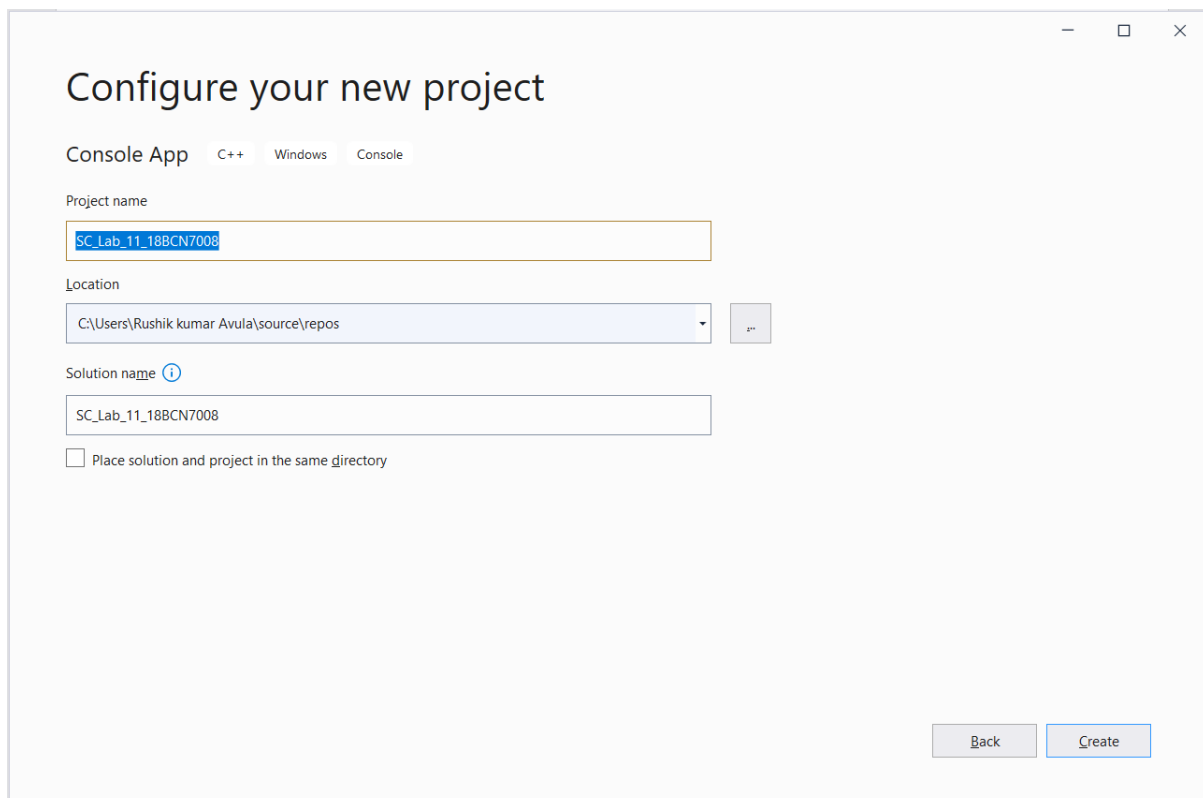 Configure your new project
Console App C++ Windows Console
Project name
SC_Lab_11_18BCN7008
Location
C:\Users\Rushik kumar Avula\source\repos
...
Solution name
SC_Lab_11_18BCN7008
Place solution and project in the same directory
Back Create